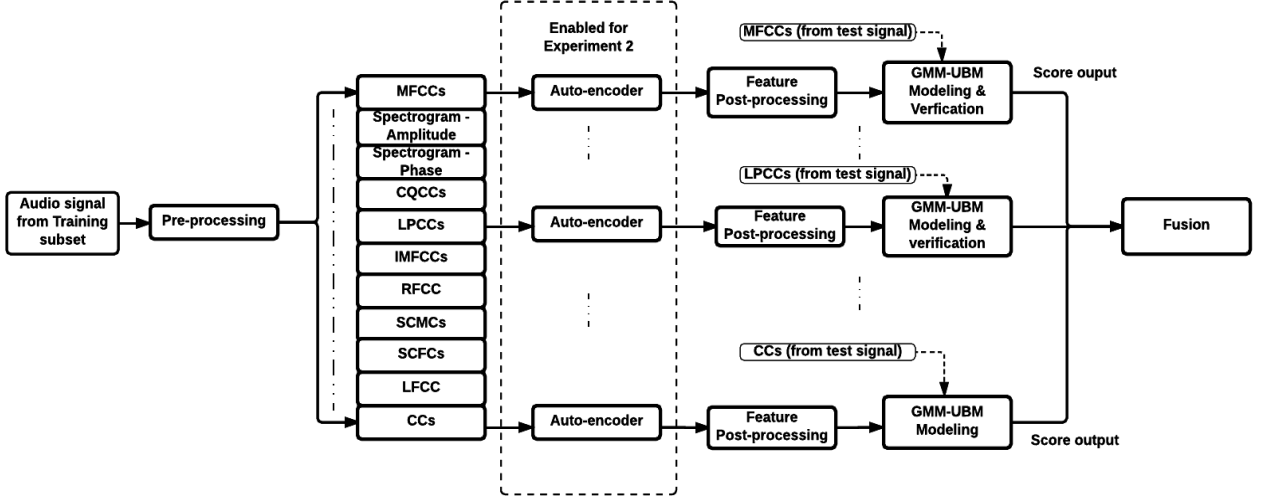 Audio signal
from Training
subset
Pre-processing
MFCCs
Spectrogram -
Amplitude
Spectrogram -
Phase
CQCCs
LPCCs
IMFCCs
RFCC
SCMCs
SCFCs
LFCC
CCs
Enabled for
Experiment 2
Auto-encoder
Auto-encoder
Auto-encoder
Feature
Post-processing
Feature
Post-processing
Feature
Post-processing
MFCCs (from test signal)
GMM-UBM
Modeling &
Verfication
LPCCs (from test signal)
GMM-UBM
Modeling &
verification
CCs (from test signal)
GMM-UBM
Modeling
Score ouput
Score output
Fusion